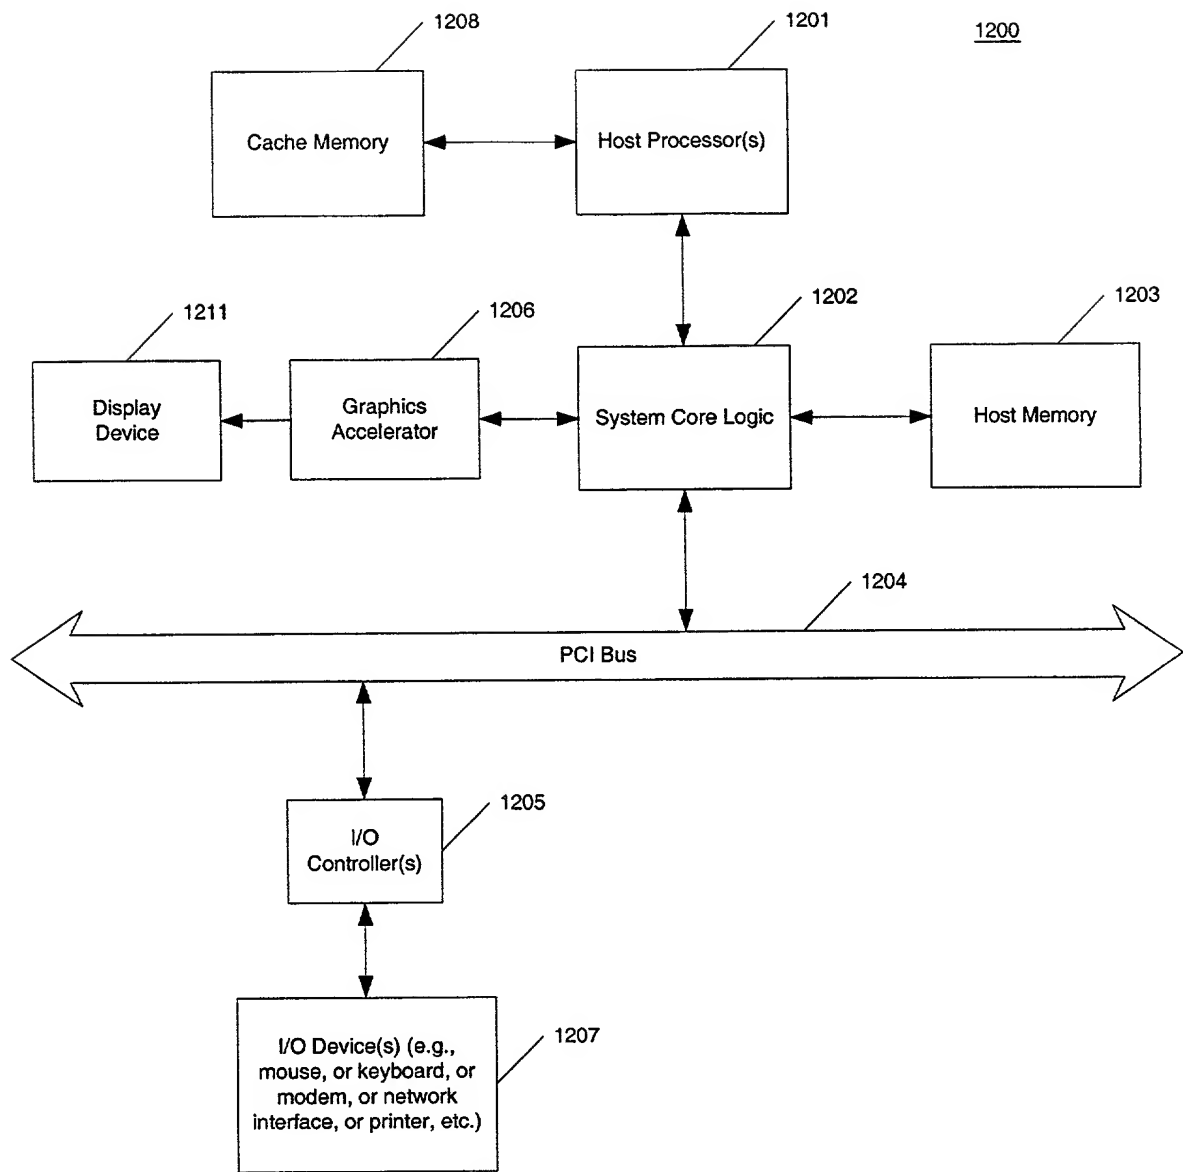 1208
1201
1200
Cache Memory
Host Processor(s)
1211
1206
1202
1203
Display
Device
Graphics
Accelerator
System Core Logic
Host Memory
1204
PCI Bus
1205
I/O
Controller(s)
1207
I/O Device(s) (e.g.,
mouse, or keyboard, or
modem, or network
interface, or printer, etc.)